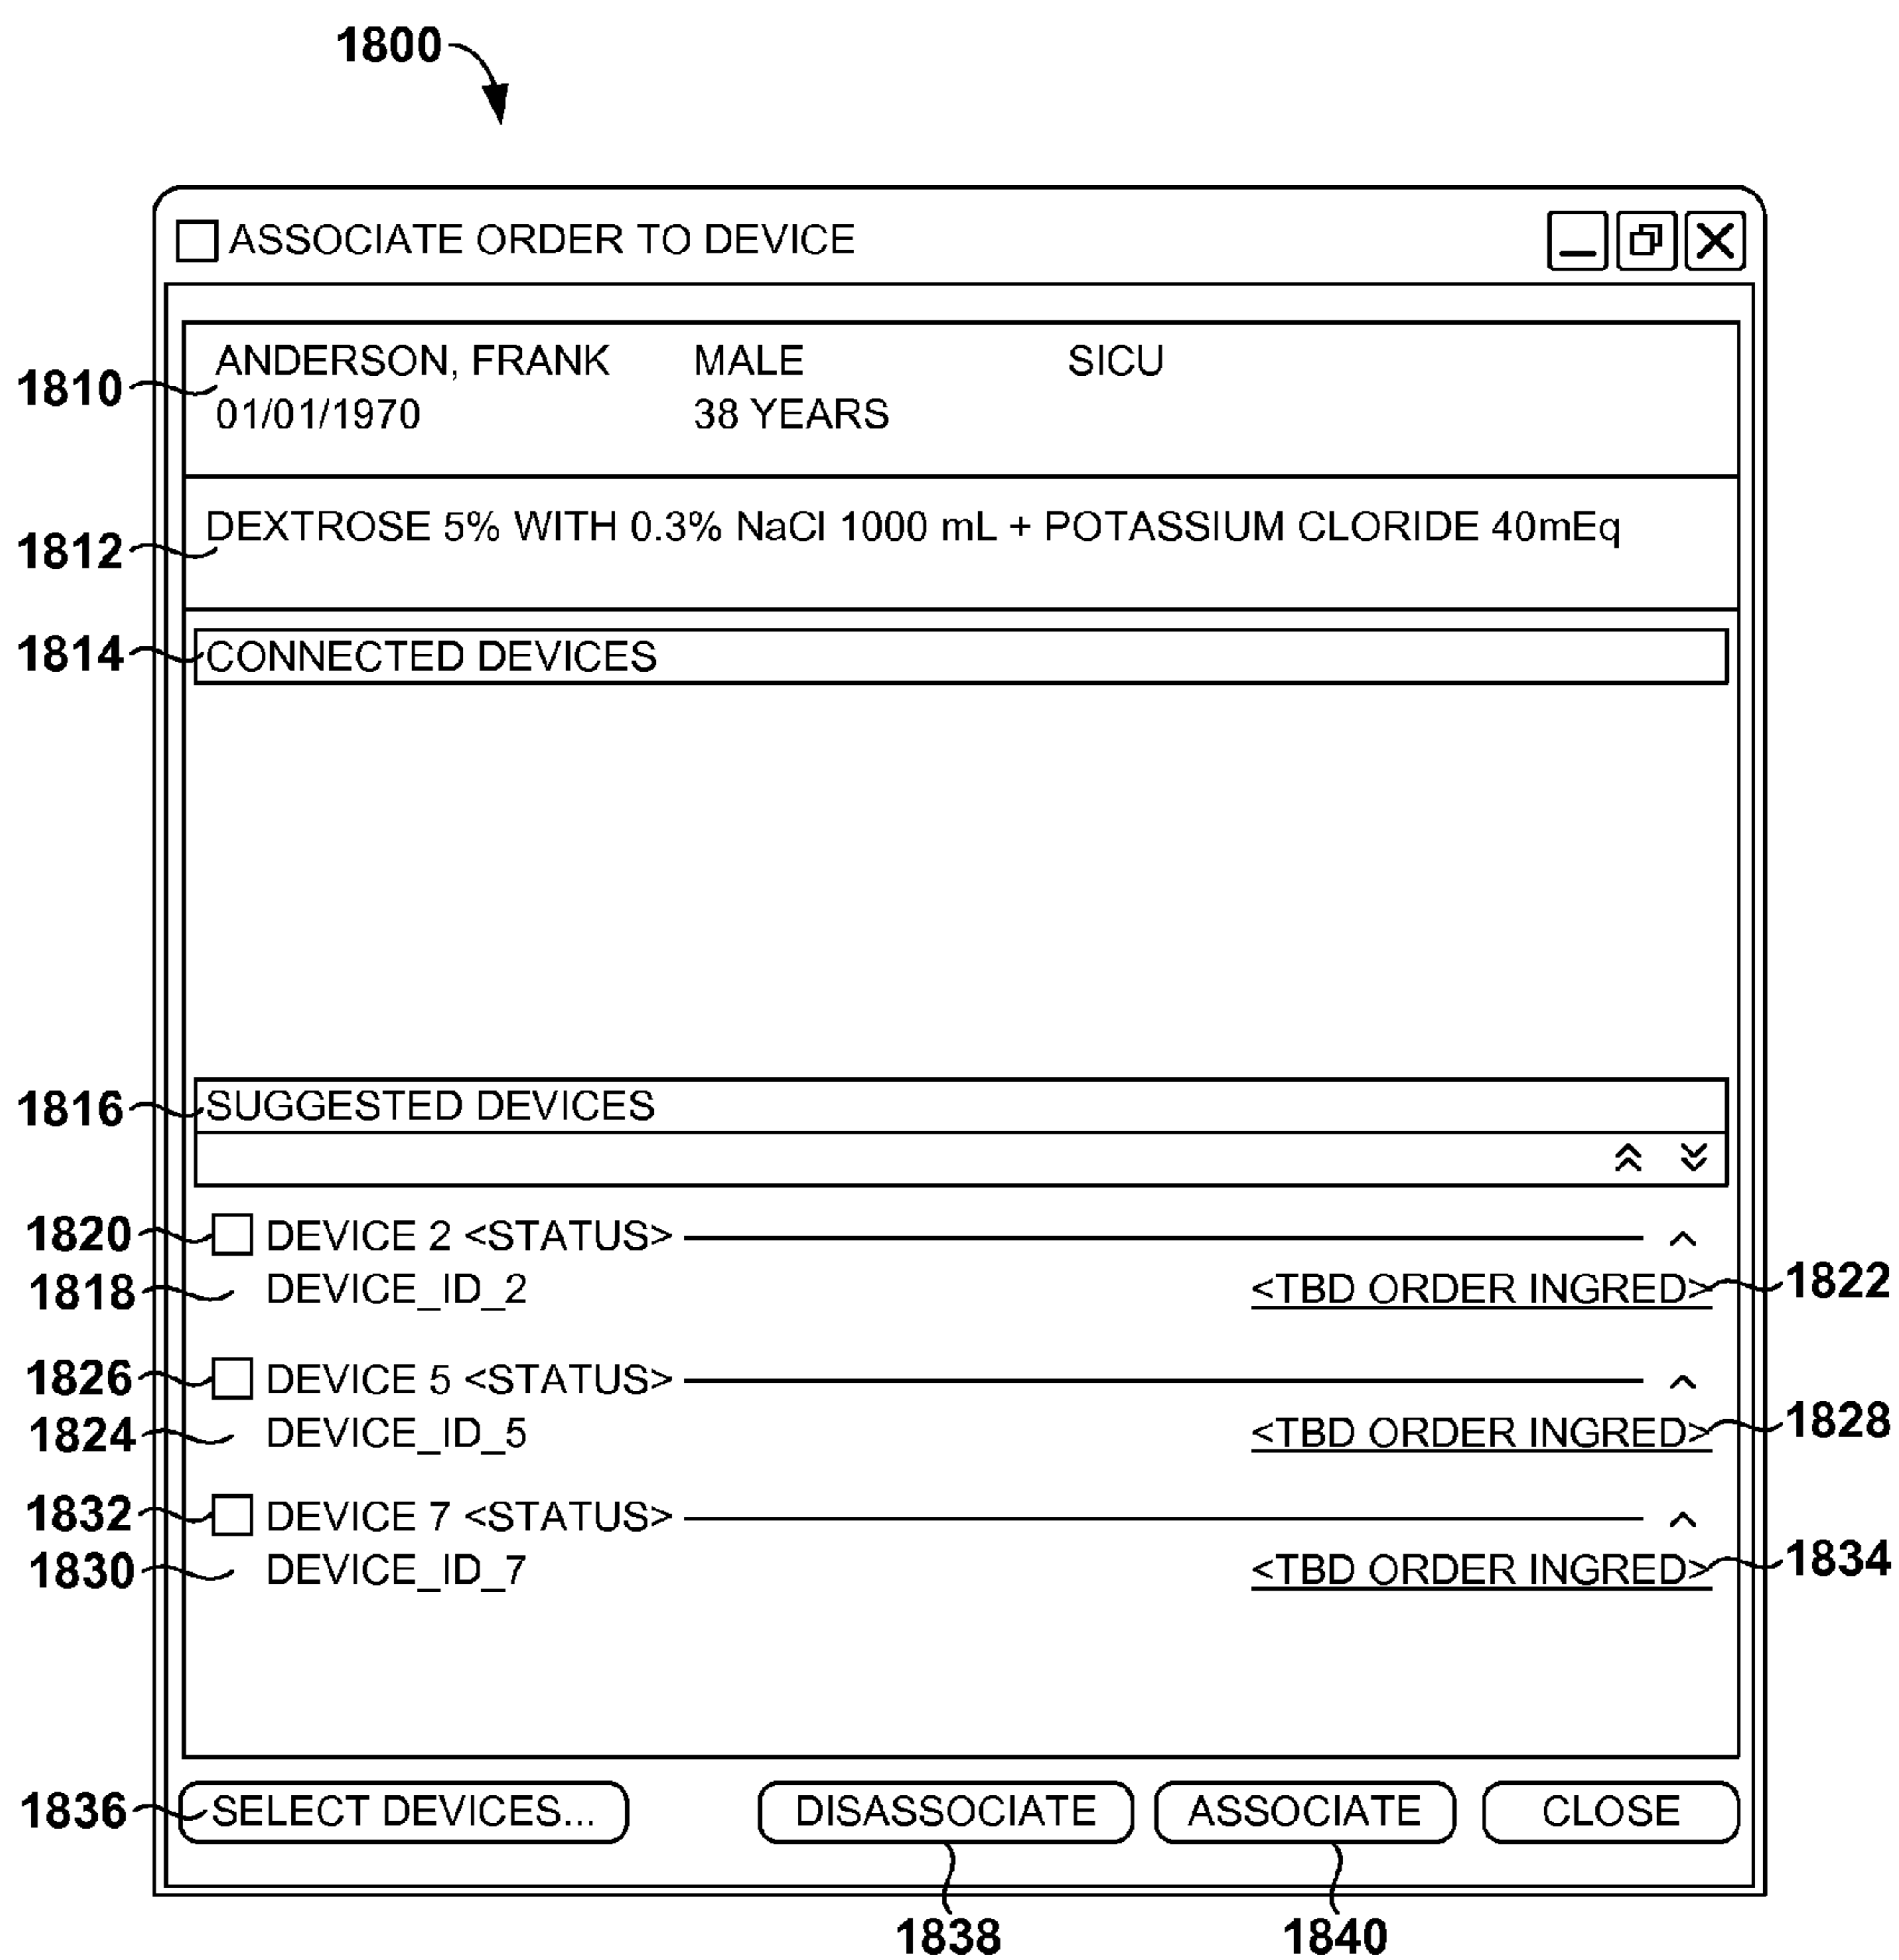 1800
ASSOCIATE ORDER TO DEVICE
ANDERSON, FRANK MALE SICU
1810
01/01/1970 38 YEARS
DEXTROSE 5% WITH 0.3% NaCl 1000 mL + POTASSIUM CLORIDE 40mEq
1812
1814 CONNECTED DEVICES
1816 SUGGESTED DEVICES
1820 DEVICE 2 <STATUS>
1818 DEVICE_ID_2 <TBD ORDER INGRED> 1822
1826 DEVICE 5 <STATUS>
1824 DEVICE_ID_5 <TBD ORDER INGRED> 1828
1832 DEVICE 7 <STATUS>
1830 DEVICE_ID_7 <TBD ORDER INGRED> 1834
1836 SELECT DEVICES... DISASSOCIATE ASSOCIATE CLOSE
1838 1840